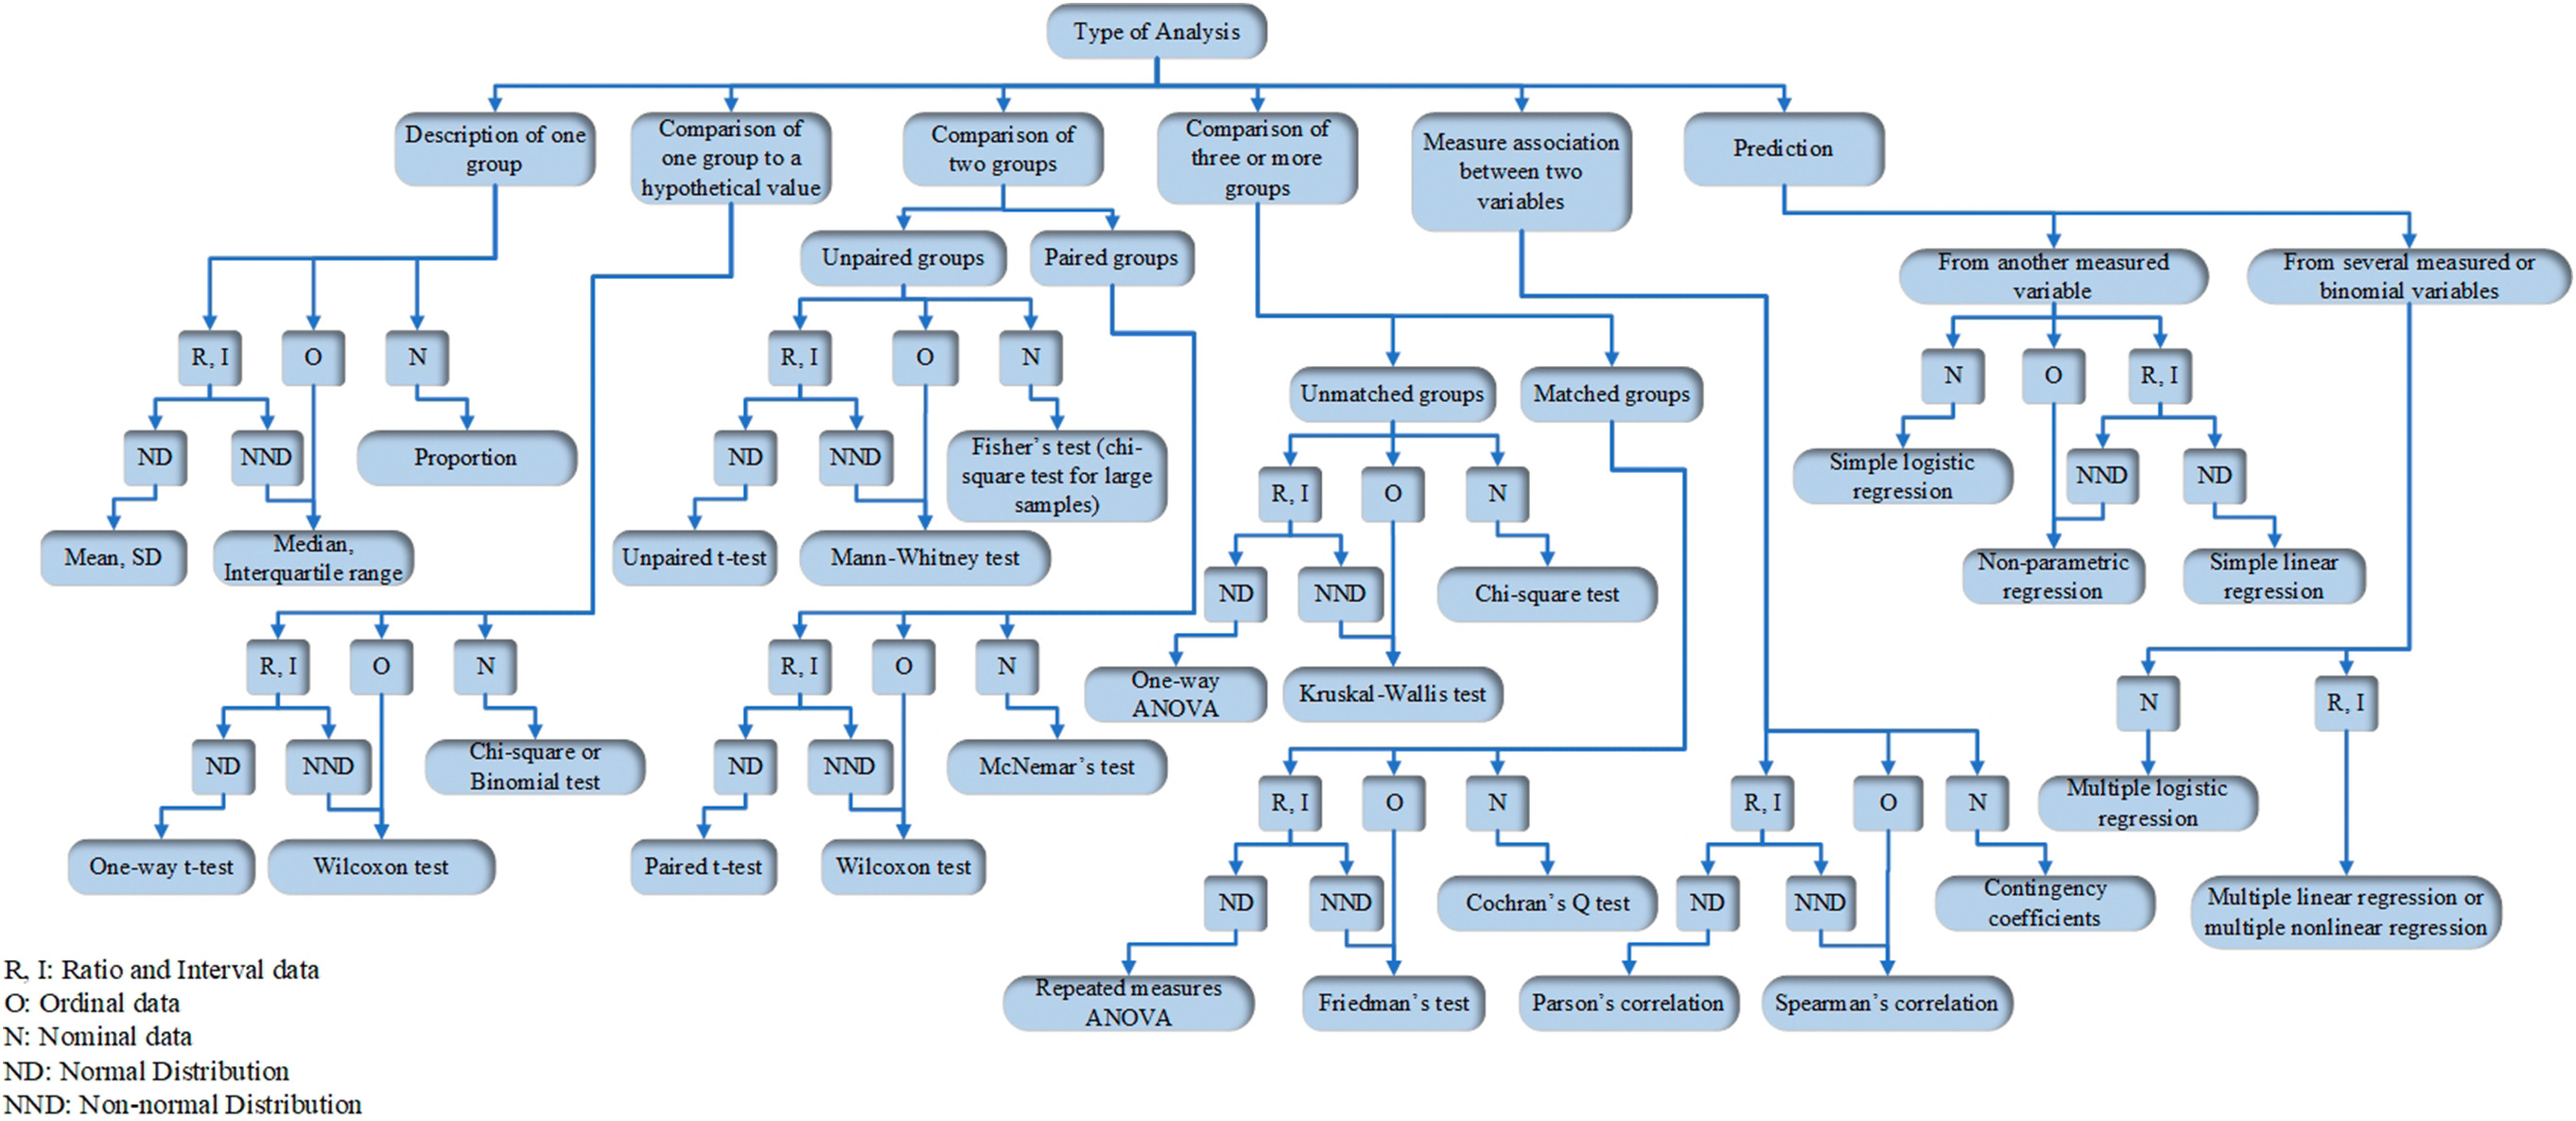 Type of Analysis
Description of one
group
Comparison of
one group to a
hypothetical value
Comparison of
two groups
Comparison of
three or more
groups
Measure association
between two
variables
Prediction
Unpaired groups
Paired groups
From another measured
variable
From several measured or
binomial variables
R, I
O
N
ND
NND
Proportion
Mean, SD
Median,
Interquartile range
R, I
O
N
ND
NND
Fisher's test (chi-
square test for large
samples)
Unpaired t-test
Mann-Whitney test
Unmatched groups
Matched groups
R, I
O
N
ND
NND
Chi-square test
One-way
ANOVA
Kruskal-Wallis test
N
O
R, I
Simple logistic
regression
NND
ND
Non-parametric
regression
Simple linear
regression
R, I
O
N
ND
NND
Chi-square or
Binomial test
One-way t-test
Wilcoxon test
R, I
O
N
ND
NND
McNemar's test
Paired t-test
Wilcoxon test
R, I
O
N
ND
NND
Cochran's Q test
Repeated measures
ANOVA
Friedman's test
R, I
O
N
ND
NND
Contingency
coefficients
Parson's correlation
Spearman's correlation
N
R, I
Multiple logistic
regression
Multiple linear regression or
multiple nonlinear regression
R, I: Ratio and Interval data
O: Ordinal data
N: Nominal data
ND: Normal Distribution
NND: Non-normal Distribution